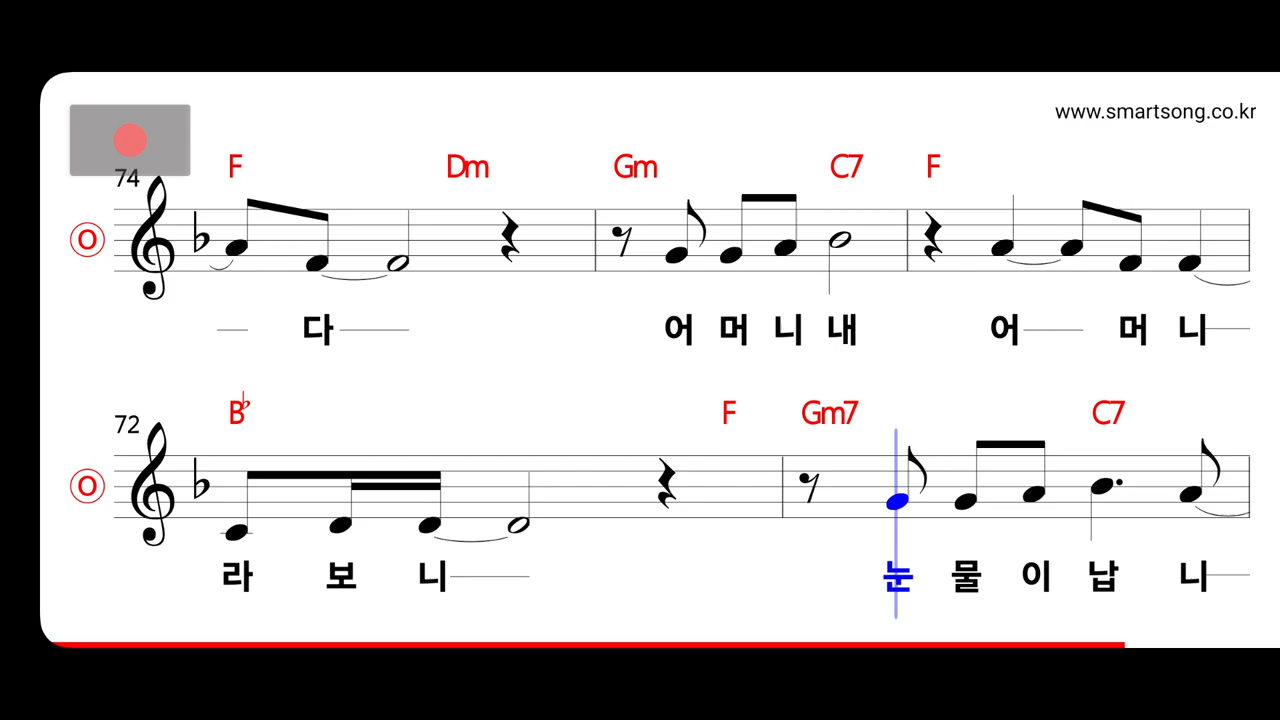 www.smartsong.co.kr
F Dm Gm C7 F
74
O
다 어 머 니 내 어 머 니
B♭ F Gm7 C7
72
O
라 보 니 눈 물 이 납 니